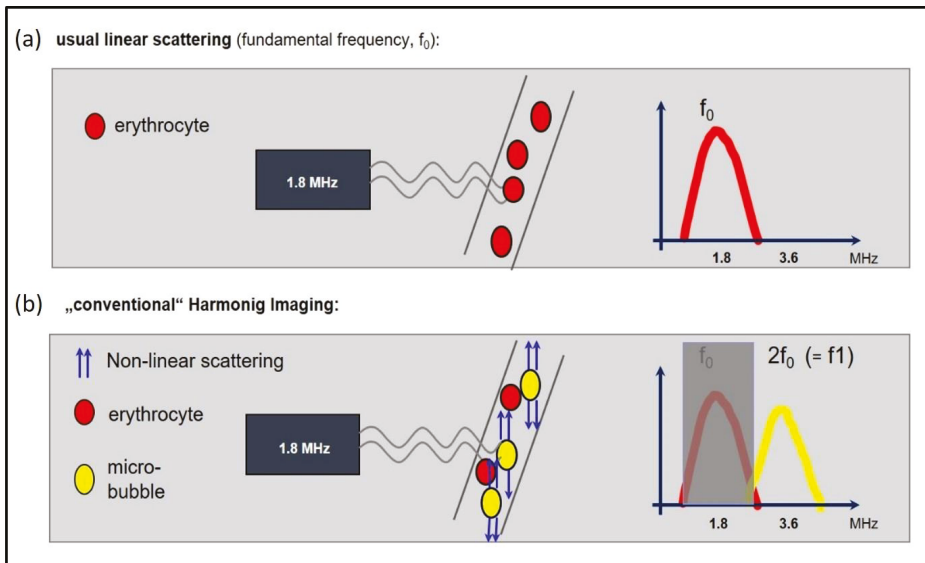 (a) usual linear scattering (fundamental frequency, f₀):
erythrocyte
1.8 MHz
f₀
1.8 3.6 MHz
(b) „conventional“ Harmonig Imaging:
Non-linear scattering
erythrocyte
micro-
bubble
1.8 MHz
f₀ 2f₀ (= f1)
1.8 3.6 MHz